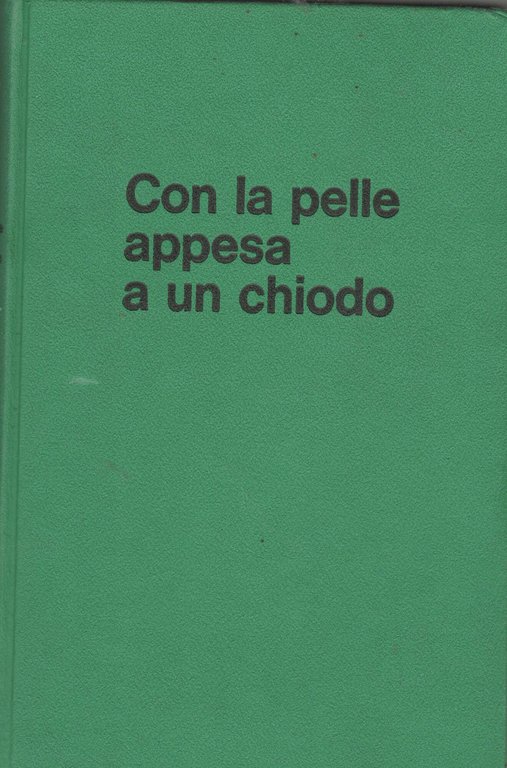 Con la pelle
appesa
a un chiodo